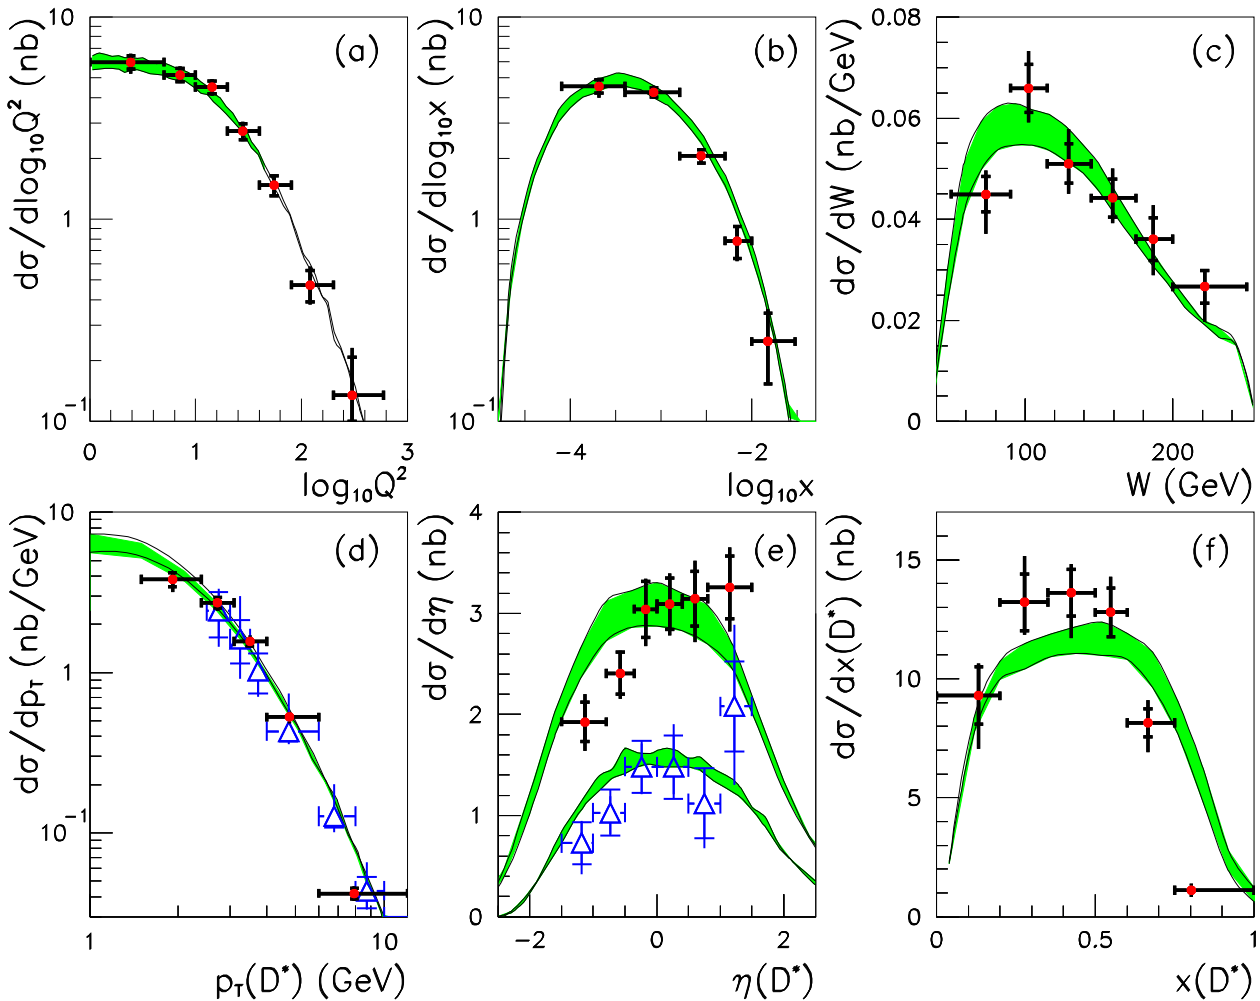 dσ/dlog₁₀Q² (nb)
10
1
10⁻¹
(a)
0 1 2 3
log₁₀Q²
dσ/dlog₁₀x (nb)
10
1
10⁻¹
(b)
−4 −2
log₁₀x
dσ/dW (nb/GeV)
0.08
0.06
0.04
0.02
0
(c)
100 200
W (GeV)
dσ/dp_T (nb/GeV)
10
1
10⁻¹
(d)
1 10
p_T(D*) (GeV)
dσ/dη (nb)
4
3
2
1
0
(e)
−2 0 2
η(D*)
dσ/dx(D*) (nb)
15
10
5
0
(f)
0 0.5 1
x(D*)